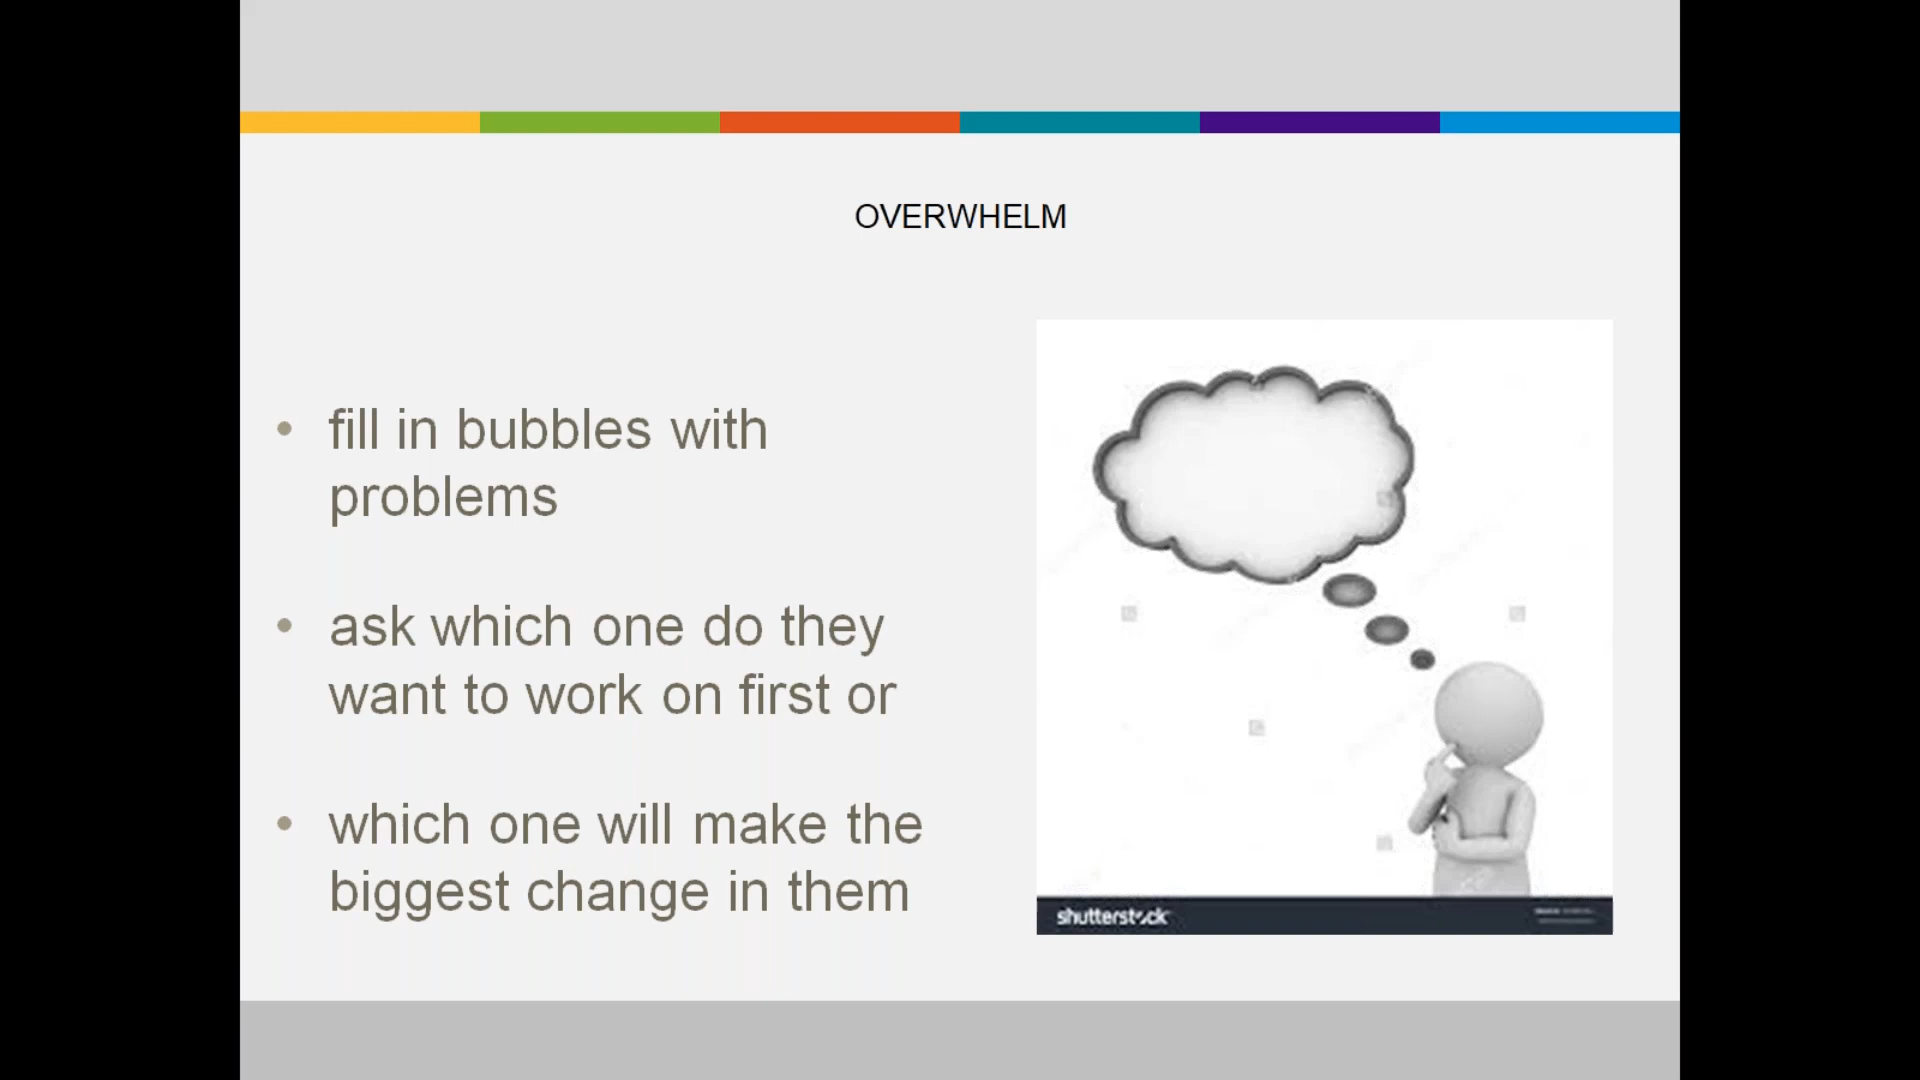 OVERWHELM
• fill in bubbles with
problems
• ask which one do they
want to work on first or
• which one will make the
biggest change in them
shutterstock